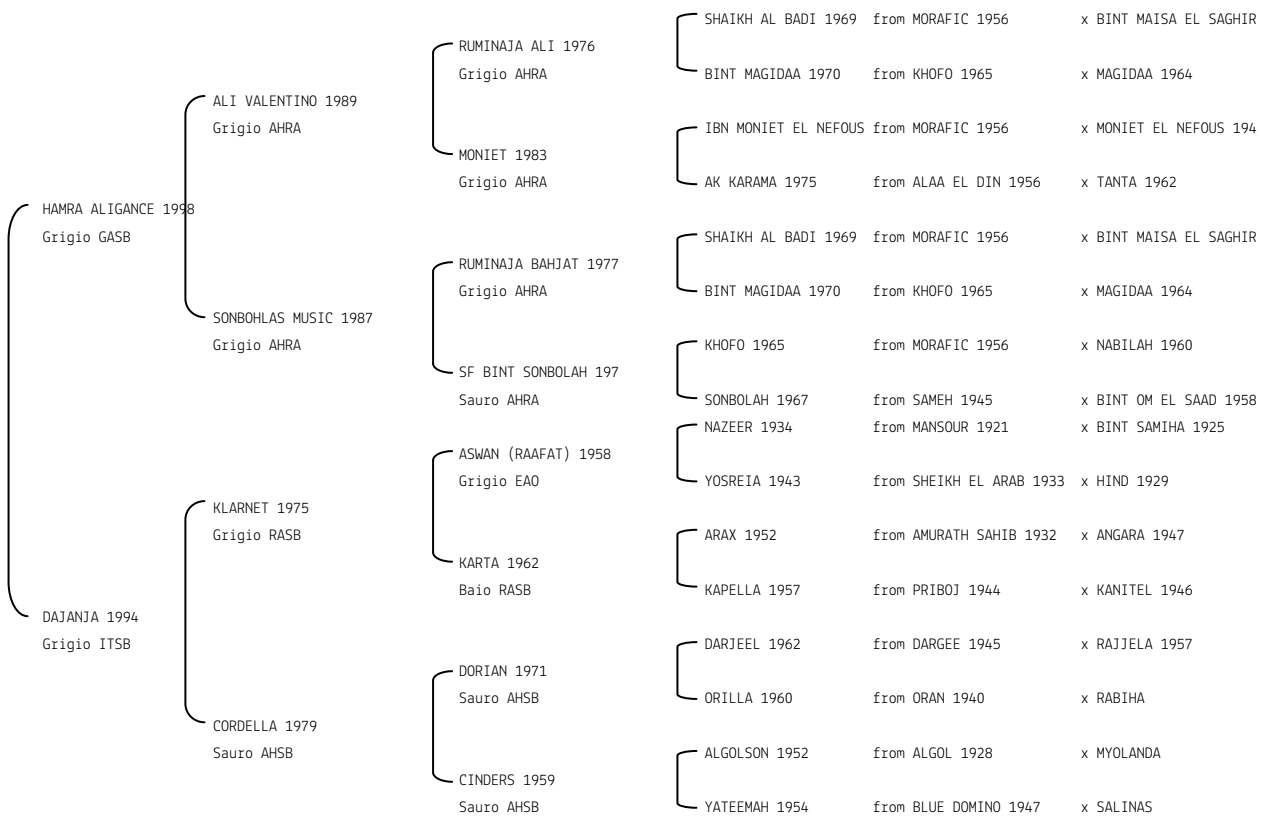 SHAIKH AL BADI 1969 from MORAFIC 1956 x BINT MAISA EL SAGHIR
RUMINAJA ALI 1976
Grigio AHRA
BINT MAGIDAA 1970 from KHOFO 1965 x MAGIDAA 1964
ALI VALENTINO 1989
Grigio AHRA
IBN MONIET EL NEFOUS from MORAFIC 1956 x MONIET EL NEFOUS 194
MONIET 1983
Grigio AHRA
AK KARAMA 1975 from ALAA EL DIN 1956 x TANTA 1962
HAMRA ALIGANCE 1998
Grigio GASB
SHAIKH AL BADI 1969 from MORAFIC 1956 x BINT MAISA EL SAGHIR
RUMINAJA BAHJAT 1977
Grigio AHRA
BINT MAGIDAA 1970 from KHOFO 1965 x MAGIDAA 1964
SONBOHLAS MUSIC 1987
Grigio AHRA
KHOFO 1965 from MORAFIC 1956 x NABILAH 1960
SF BINT SONBOLAH 197
Sauro AHRA
SONBOLAH 1967 from SAMEH 1945 x BINT OM EL SAAD 1958
NAZEER 1934 from MANSOUR 1921 x BINT SAMIHA 1925
ASWAN (RAAFAT) 1958
Grigio EAO
YOSREIA 1943 from SHEIKH EL ARAB 1933 x HIND 1929
KLARNET 1975
Grigio RASB
ARAX 1952 from AMURATH SAHIB 1932 x ANGARA 1947
KARTA 1962
Baio RASB
KAPELLA 1957 from PRIBOJ 1944 x KANITEL 1946
DAJANJA 1994
Grigio ITSB
DARJEEL 1962 from DARGEE 1945 x RAJJELA 1957
DORIAN 1971
Sauro AHSB
ORILLA 1960 from ORAN 1940 x RABIHA
CORDELLA 1979
Sauro AHSB
ALGOLSON 1952 from ALGOL 1928 x MYOLANDA
CINDERS 1959
Sauro AHSB
YATEEMAH 1954 from BLUE DOMINO 1947 x SALINAS